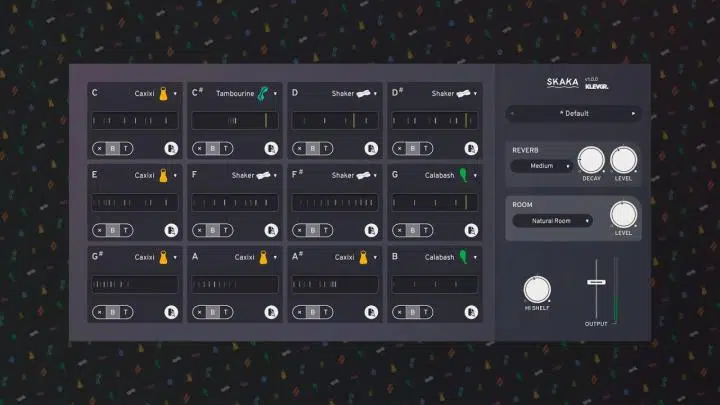 C Caxixi
C# Tambourine
D Shaker
D# Shaker
× B T
× B T
× B T
× B T
E Caxixi
F Shaker
F# Shaker
G Calabash
× B T
× B T
× B T
× B T
G# Caxixi
A Caxixi
A# Caxixi
B Calabash
× B T
× B T
× B T
× B T
SKAKA v1.0.0
KLEVGR.
* Default
REVERB
Medium
DECAY LEVEL
ROOM
Natural Room
LEVEL
HI SHELF
OUTPUT